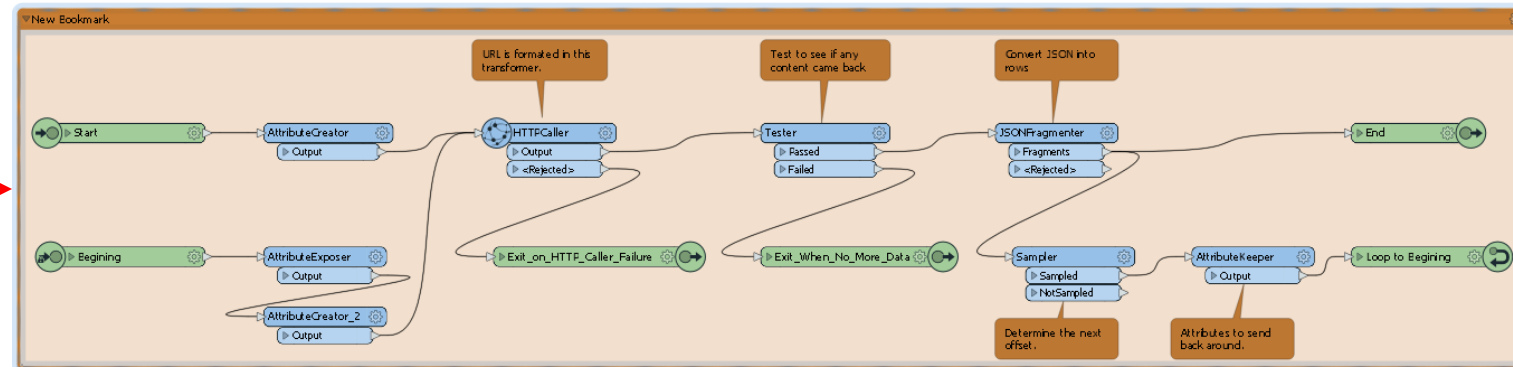 New Bookmark
URL is formated in this
transformer.
Test to see if any
content came back
Convert JSON into
rows
Start
AttributeCreator
Output
HTTPCaller
Output
<Rejected>
Tester
Passed
Failed
JSONFragmenter
Fragments
<Rejected>
End
Begining
AttributeExposer
Output
AttributeCreator_2
Output
Exit_on_HTTP_Caller_Failure
Exit_When_No_More_Data
Sampler
Sampled
NotSampled
AttributeKeeper
Output
Loop to Begining
Determine the next
offset.
Attributes to send
back around.